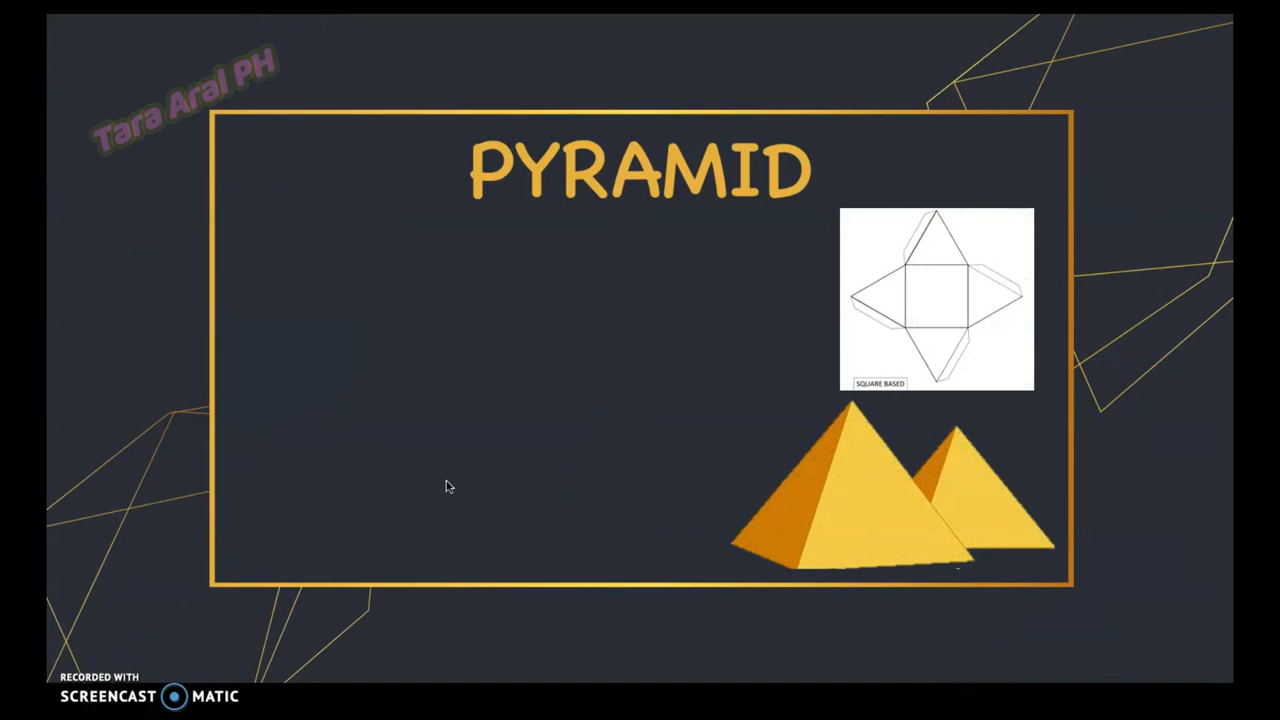 Tara Aral PH
PYRAMID
SQUARE BASED
RECORDED WITH
SCREENCAST MATIC